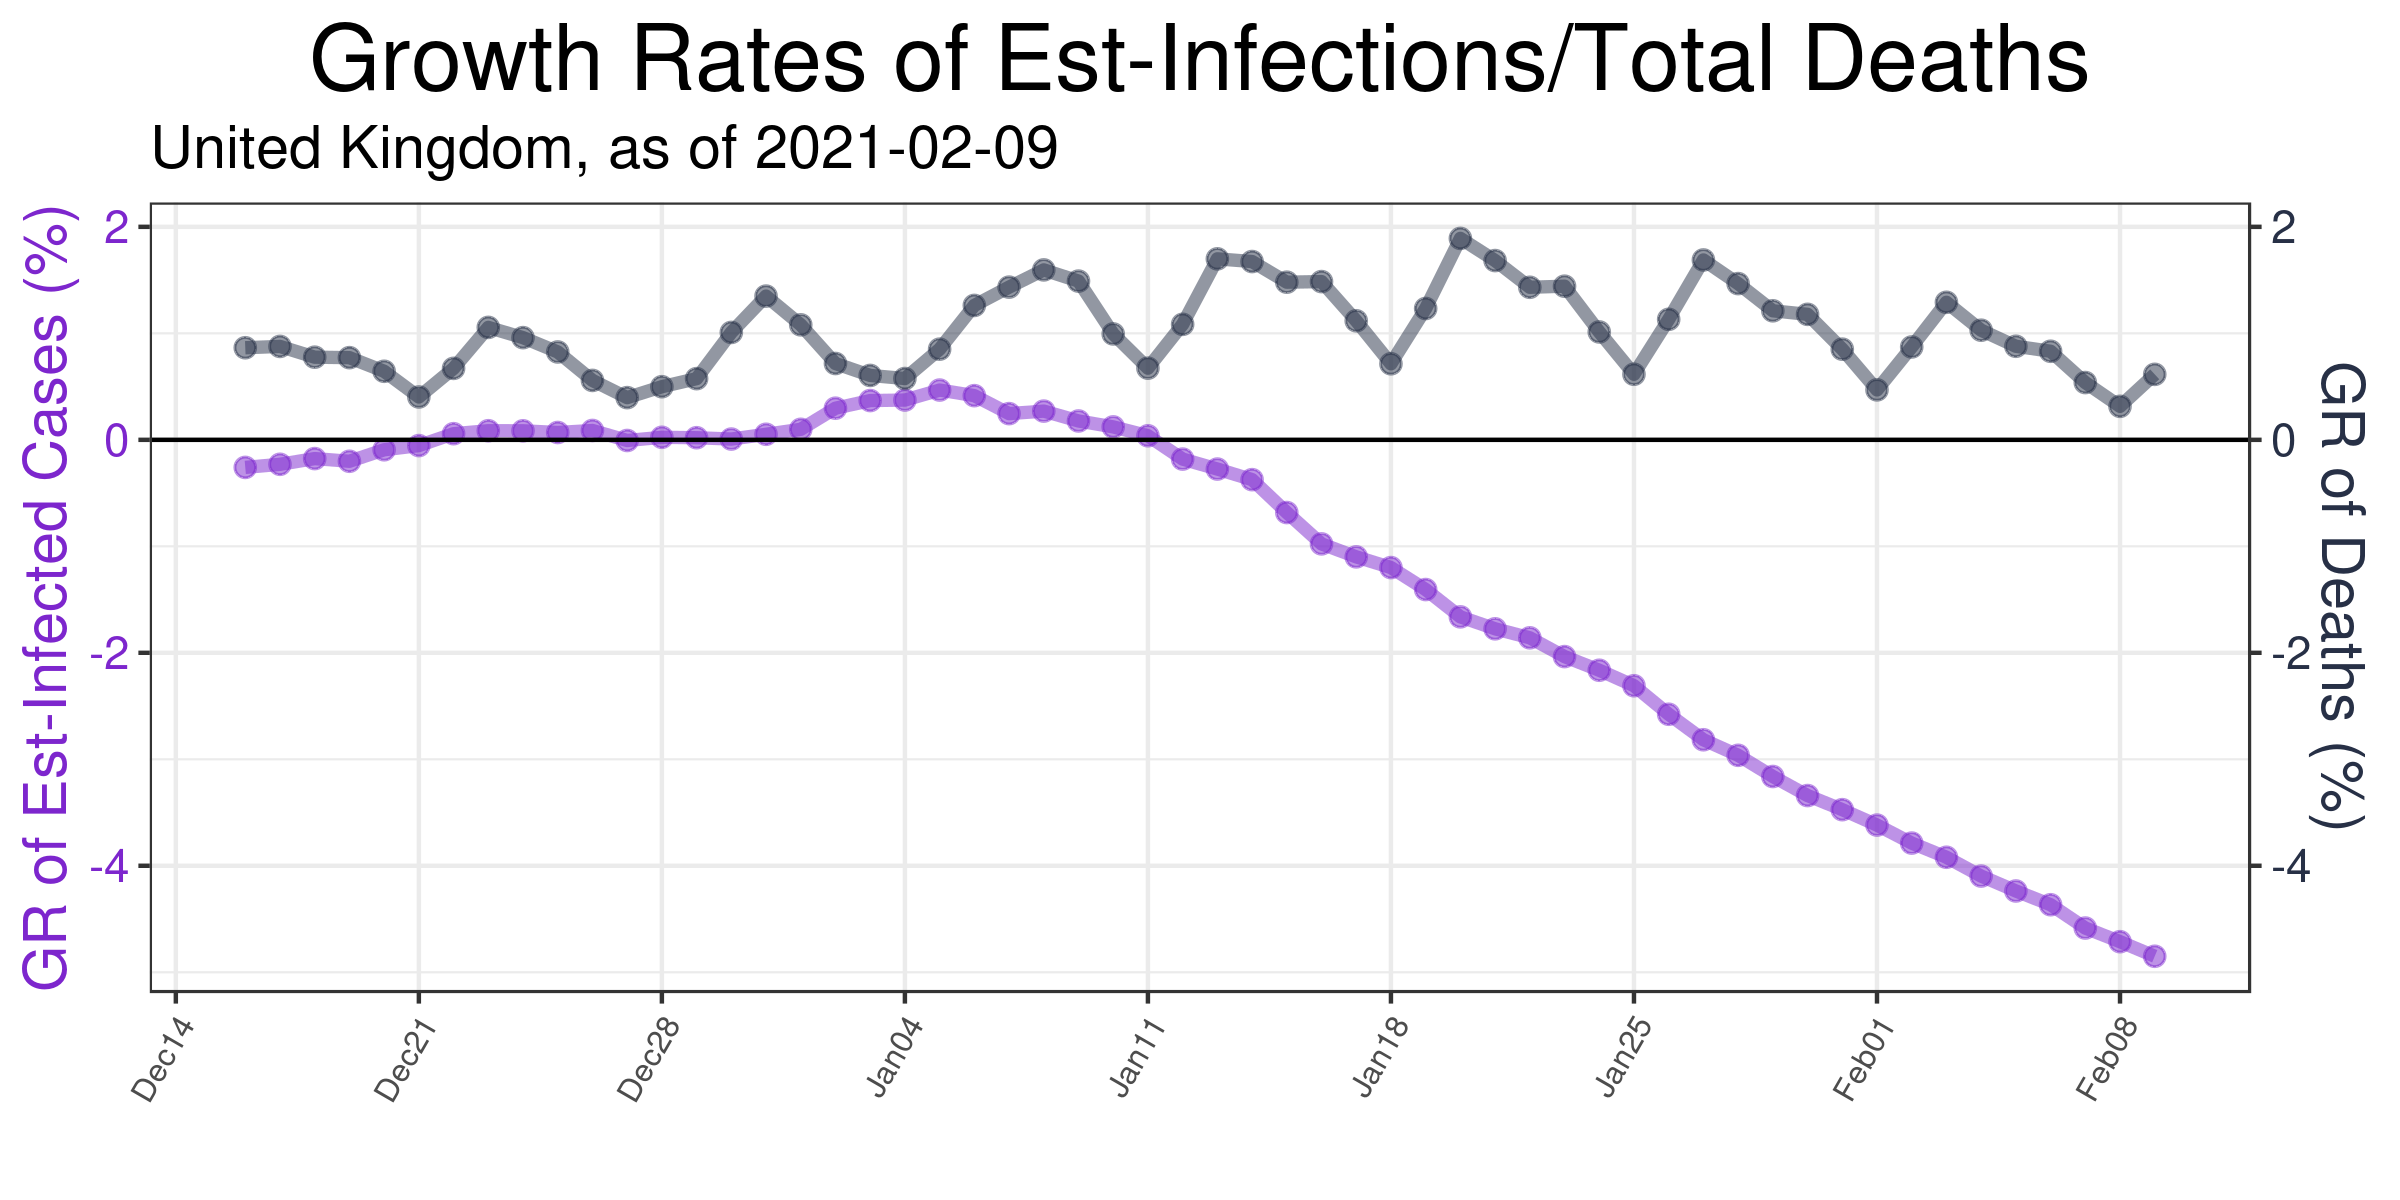 Growth Rates of Est-Infections/Total Deaths
United Kingdom, as of 2021-02-09
GR of Est-Infected Cases (%)
2
0
-2
-4
2
0
-2
-4
GR of Deaths (%)
Dec14
Dec21
Dec28
Jan04
Jan11
Jan18
Jan25
Feb01
Feb08